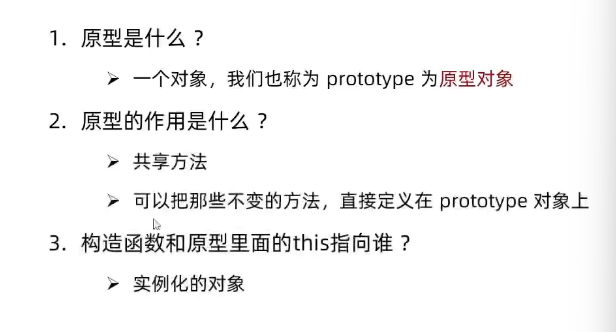 1. 原型是什么？
➢ 一个对象，我们也称为 prototype 为原型对象
2. 原型的作用是什么？
➢ 共享方法
➢ 可以把那些不变的方法，直接定义在 prototype 对象上
3. 构造函数和原型里面的this指向谁？
➢ 实例化的对象